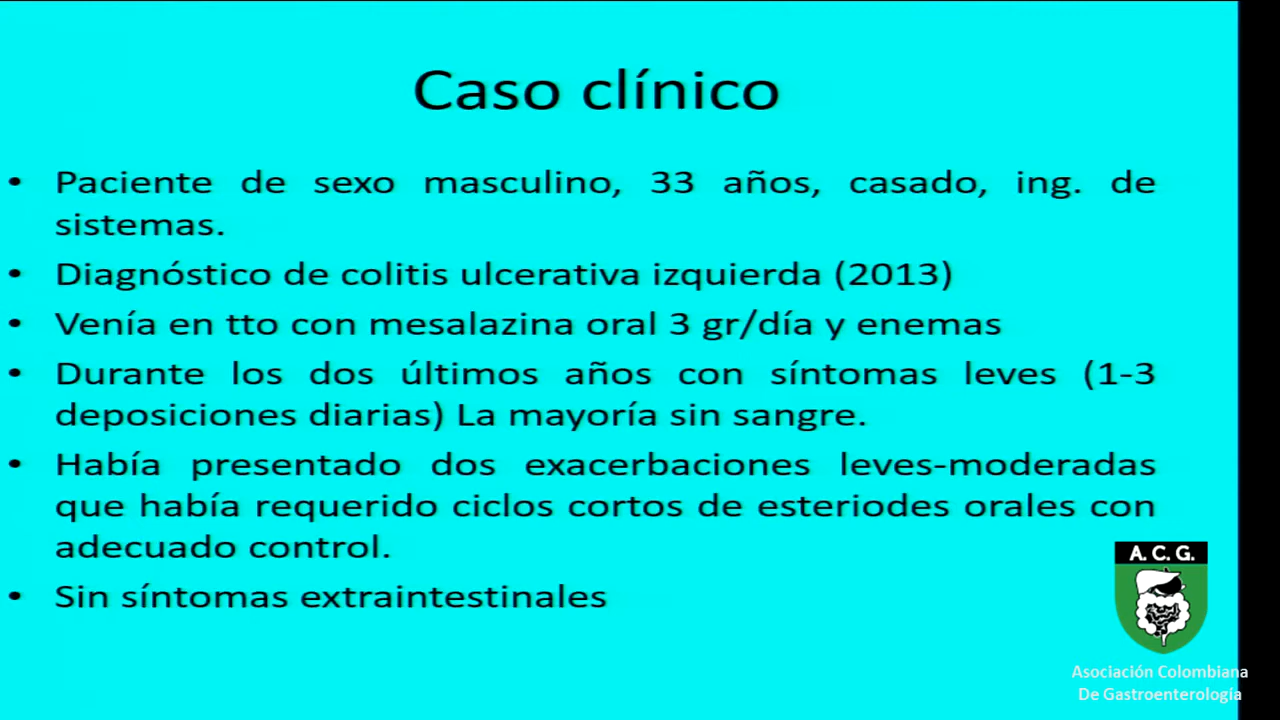 Caso clínico
• Paciente de sexo masculino, 33 años, casado, ing. de
sistemas.
• Diagnóstico de colitis ulcerativa izquierda (2013)
• Venía en tto con mesalazina oral 3 gr/día y enemas
• Durante los dos últimos años con síntomas leves (1-3
deposiciones diarias) La mayoría sin sangre.
• Había presentado dos exacerbaciones leves-moderadas
que había requerido ciclos cortos de esteriodes orales con
adecuado control.
• Sin síntomas extraintestinales
A. C. G.
Asociación Colombiana
De Gastroenterología